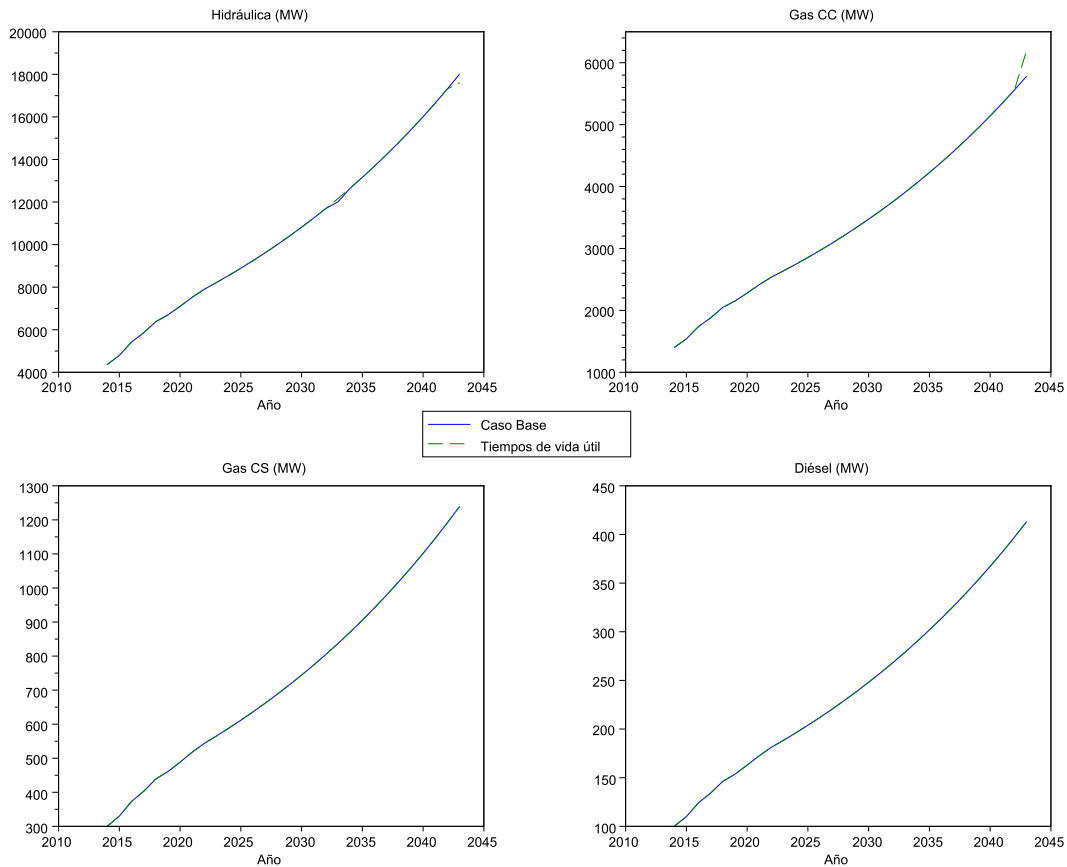 Hidráulica (MW)
20000
18000
16000
14000
12000
10000
8000
6000
4000
2010 2015 2020 2025 2030 2035 2040 2045
Año
Gas CC (MW)
6000
5000
4000
3000
2000
1000
2010 2015 2020 2025 2030 2035 2040 2045
Año
Caso Base
Tiempos de vida útil
Gas CS (MW)
1300
1200
1100
1000
900
800
700
600
500
400
300
2010 2015 2020 2025 2030 2035 2040 2045
Año
Diésel (MW)
450
400
350
300
250
200
150
100
2010 2015 2020 2025 2030 2035 2040 2045
Año